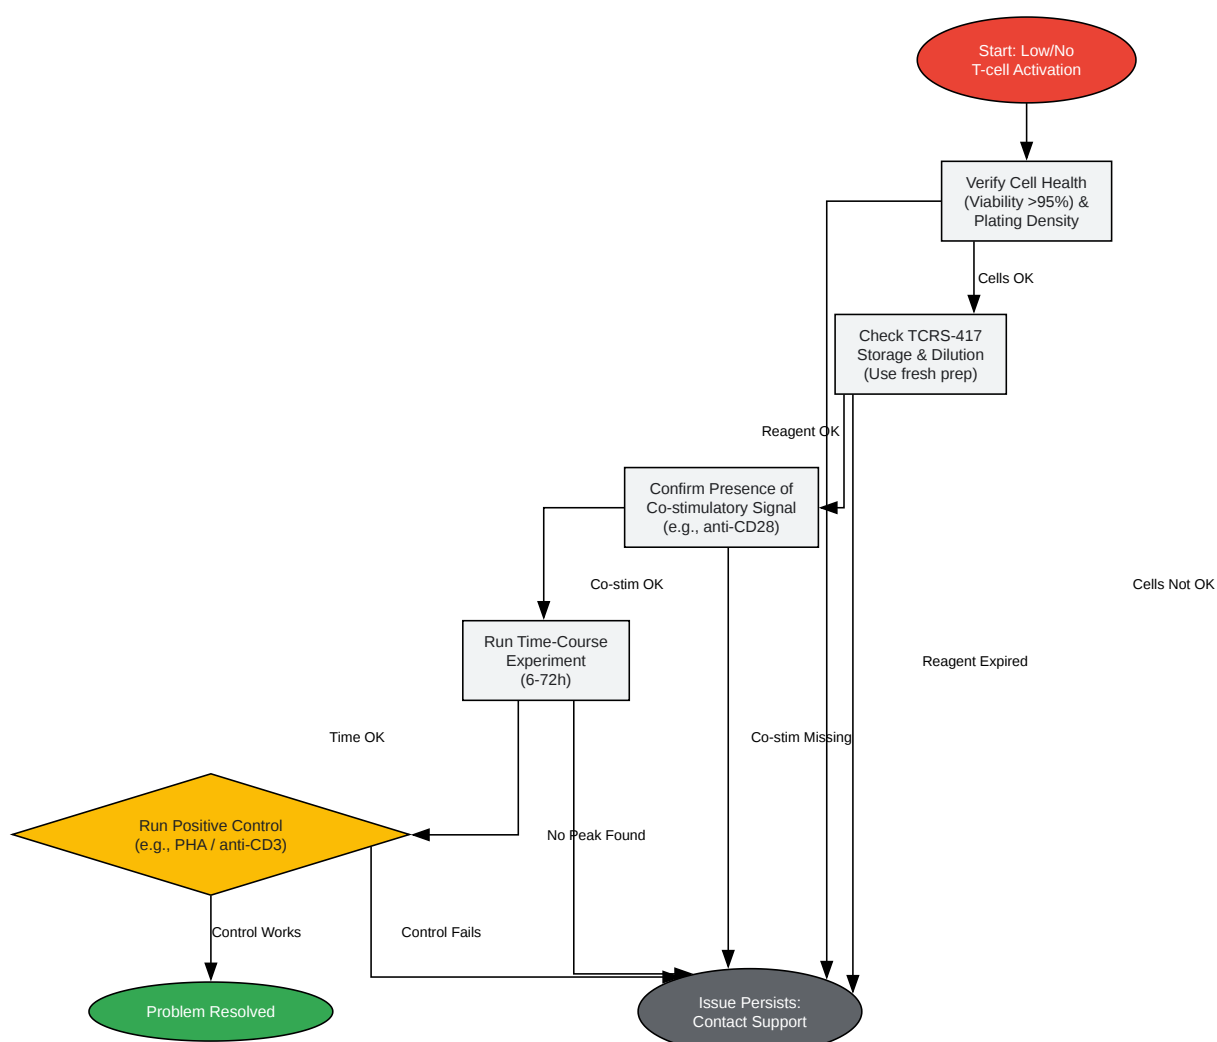 Start: Low/No
T-cell Activation
Verify Cell Health
(Viability >95%) &
Plating Density
Cells OK
Check TCRS-417
Storage & Dilution
(Use fresh prep)
Reagent OK
Confirm Presence of
Co-stimulatory Signal
(e.g., anti-CD28)
Co-stim OK
Cells Not OK
Run Time-Course
Experiment
(6-72h)
Reagent Expired
Time OK
Co-stim Missing
Run Positive Control
(e.g., PHA / anti-CD3)
No Peak Found
Control Works
Control Fails
Problem Resolved
Issue Persists:
Contact Support